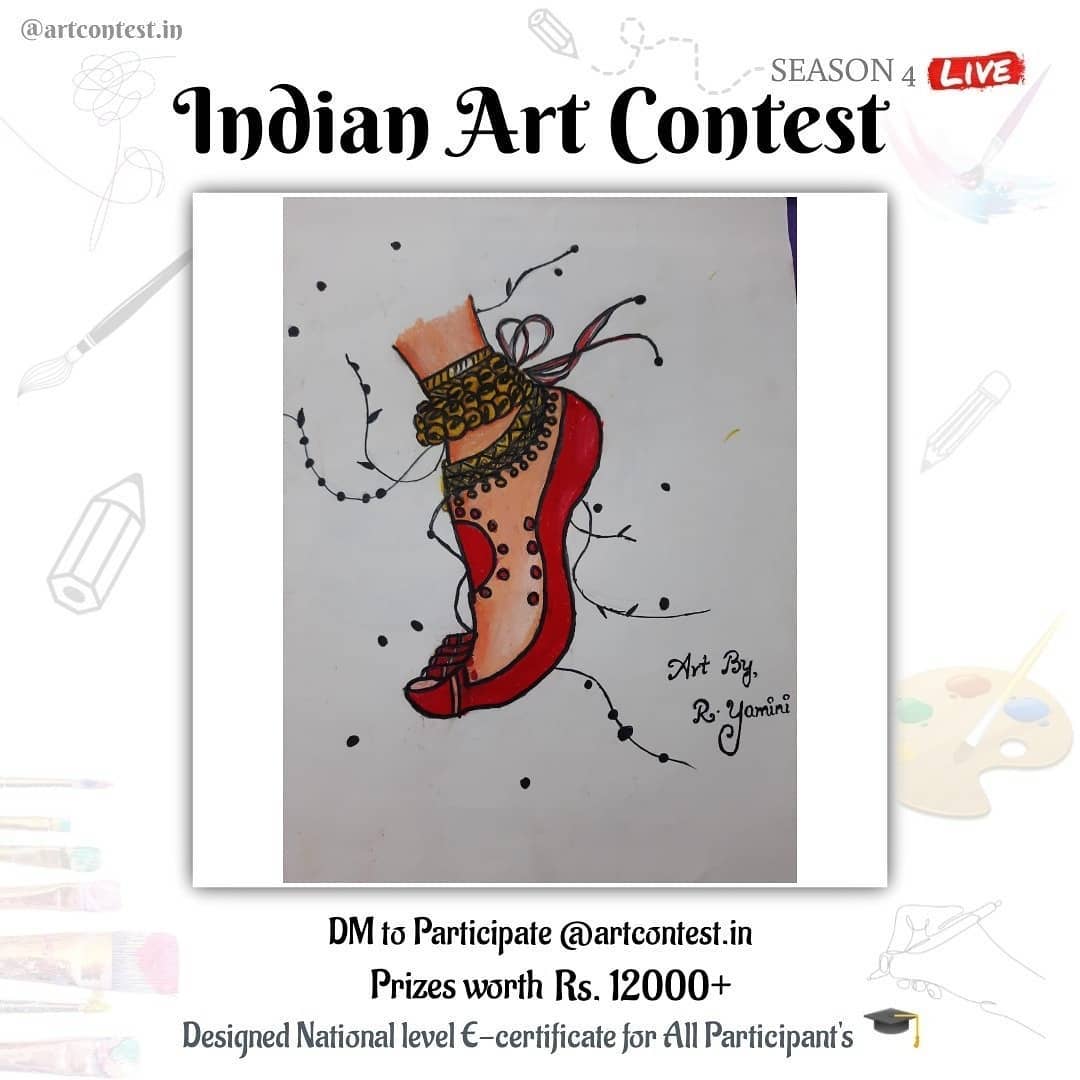 @artcontest.in
SEASON 4 LIVE
Indian Art Contest
Art By,
R. Yamini
DM to Participate @artcontest.in
Prizes worth Rs. 12000+
Designed National level E-certificate for All Participant's